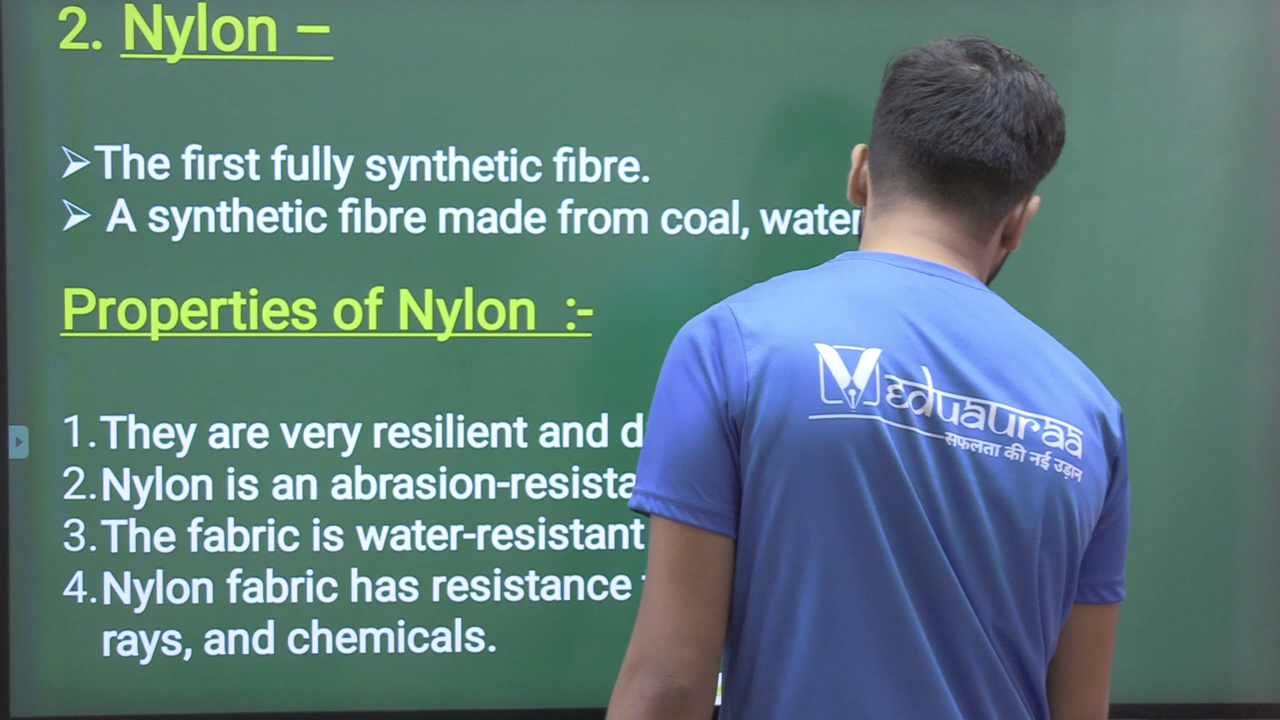 2. Nylon –
➢ The first fully synthetic fibre.
➢ A synthetic fibre made from coal, water
Properties of Nylon :-
1. They are very resilient and
2. Nylon is an
3. The fabric is water-resistant
4. Nylon fabric has resistance
rays, and chemicals.
eduauraa
सफलता की नई उड़ान